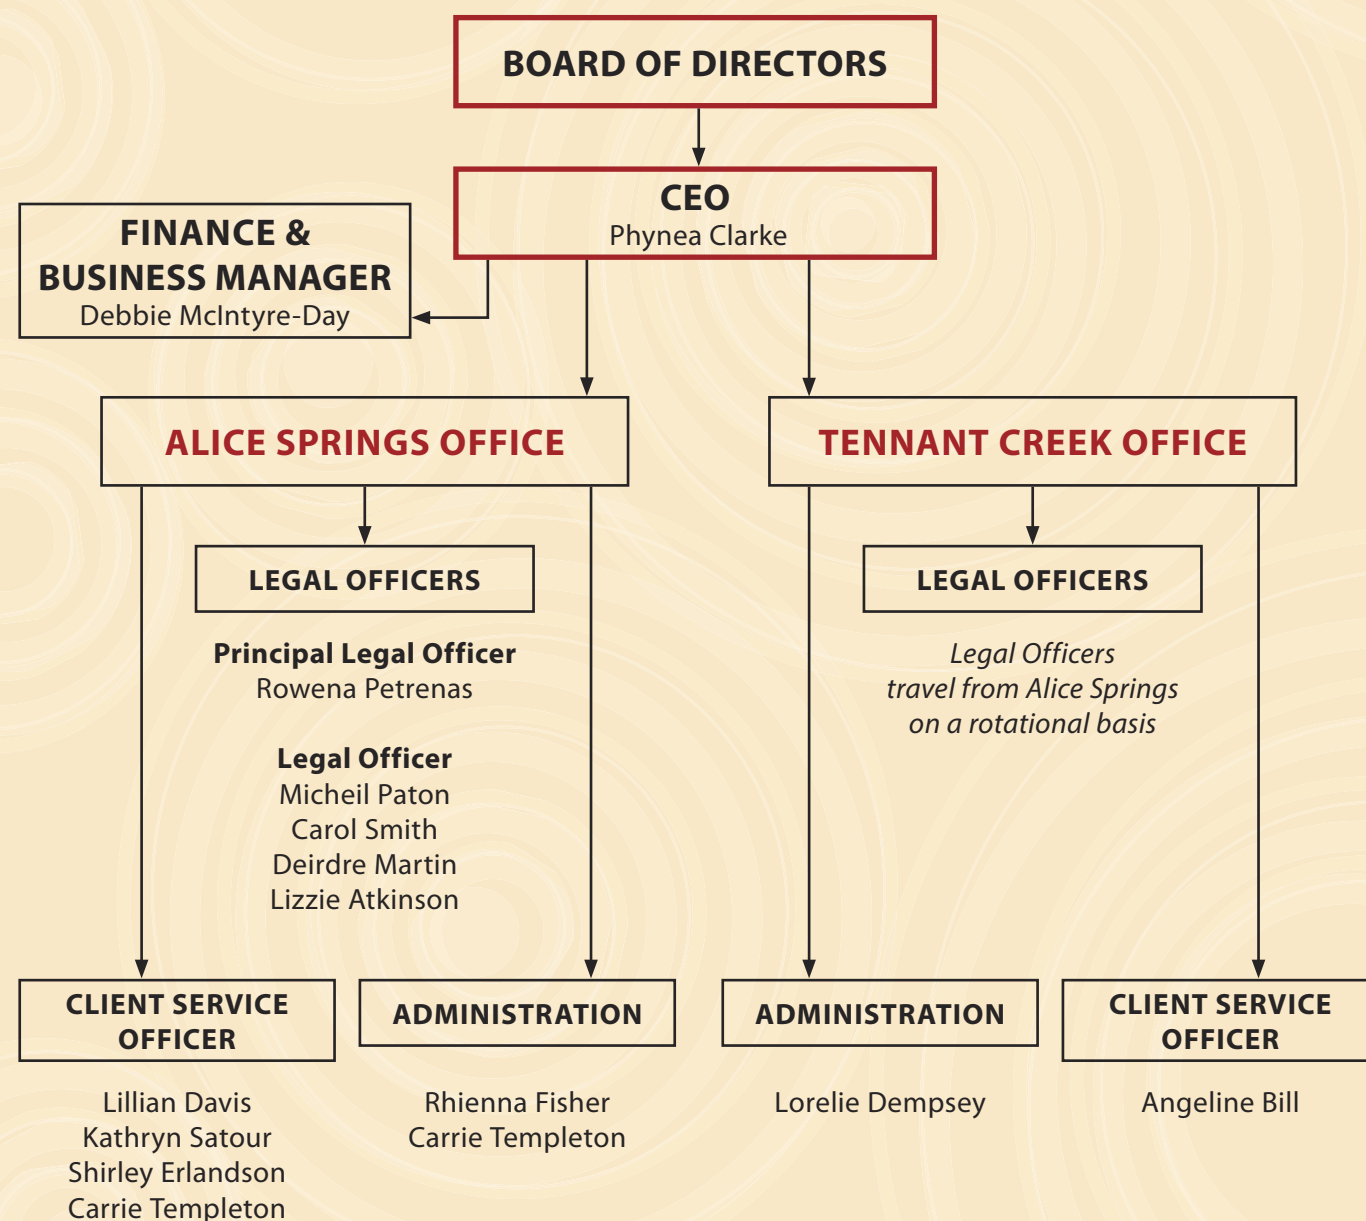 BOARD OF DIRECTORS
CEO
Phynea Clarke
FINANCE &
BUSINESS MANAGER
Debbie McIntyre-Day
ALICE SPRINGS OFFICE
LEGAL OFFICERS
Principal Legal Officer
Rowena Petrenas
Legal Officer
Micheil Paton
Carol Smith
Deirdre Martin
Lizzie Atkinson
CLIENT SERVICE
OFFICER
Lillian Davis
Kathryn Satour
Shirley Erlandson
Carrie Templeton
ADMINISTRATION
Rhienna Fisher
Carrie Templeton
TENNANT CREEK OFFICE
LEGAL OFFICERS
Legal Officers
travel from Alice Springs
on a rotational basis
ADMINISTRATION
Lorelie Dempsey
CLIENT SERVICE
OFFICER
Angeline Bill